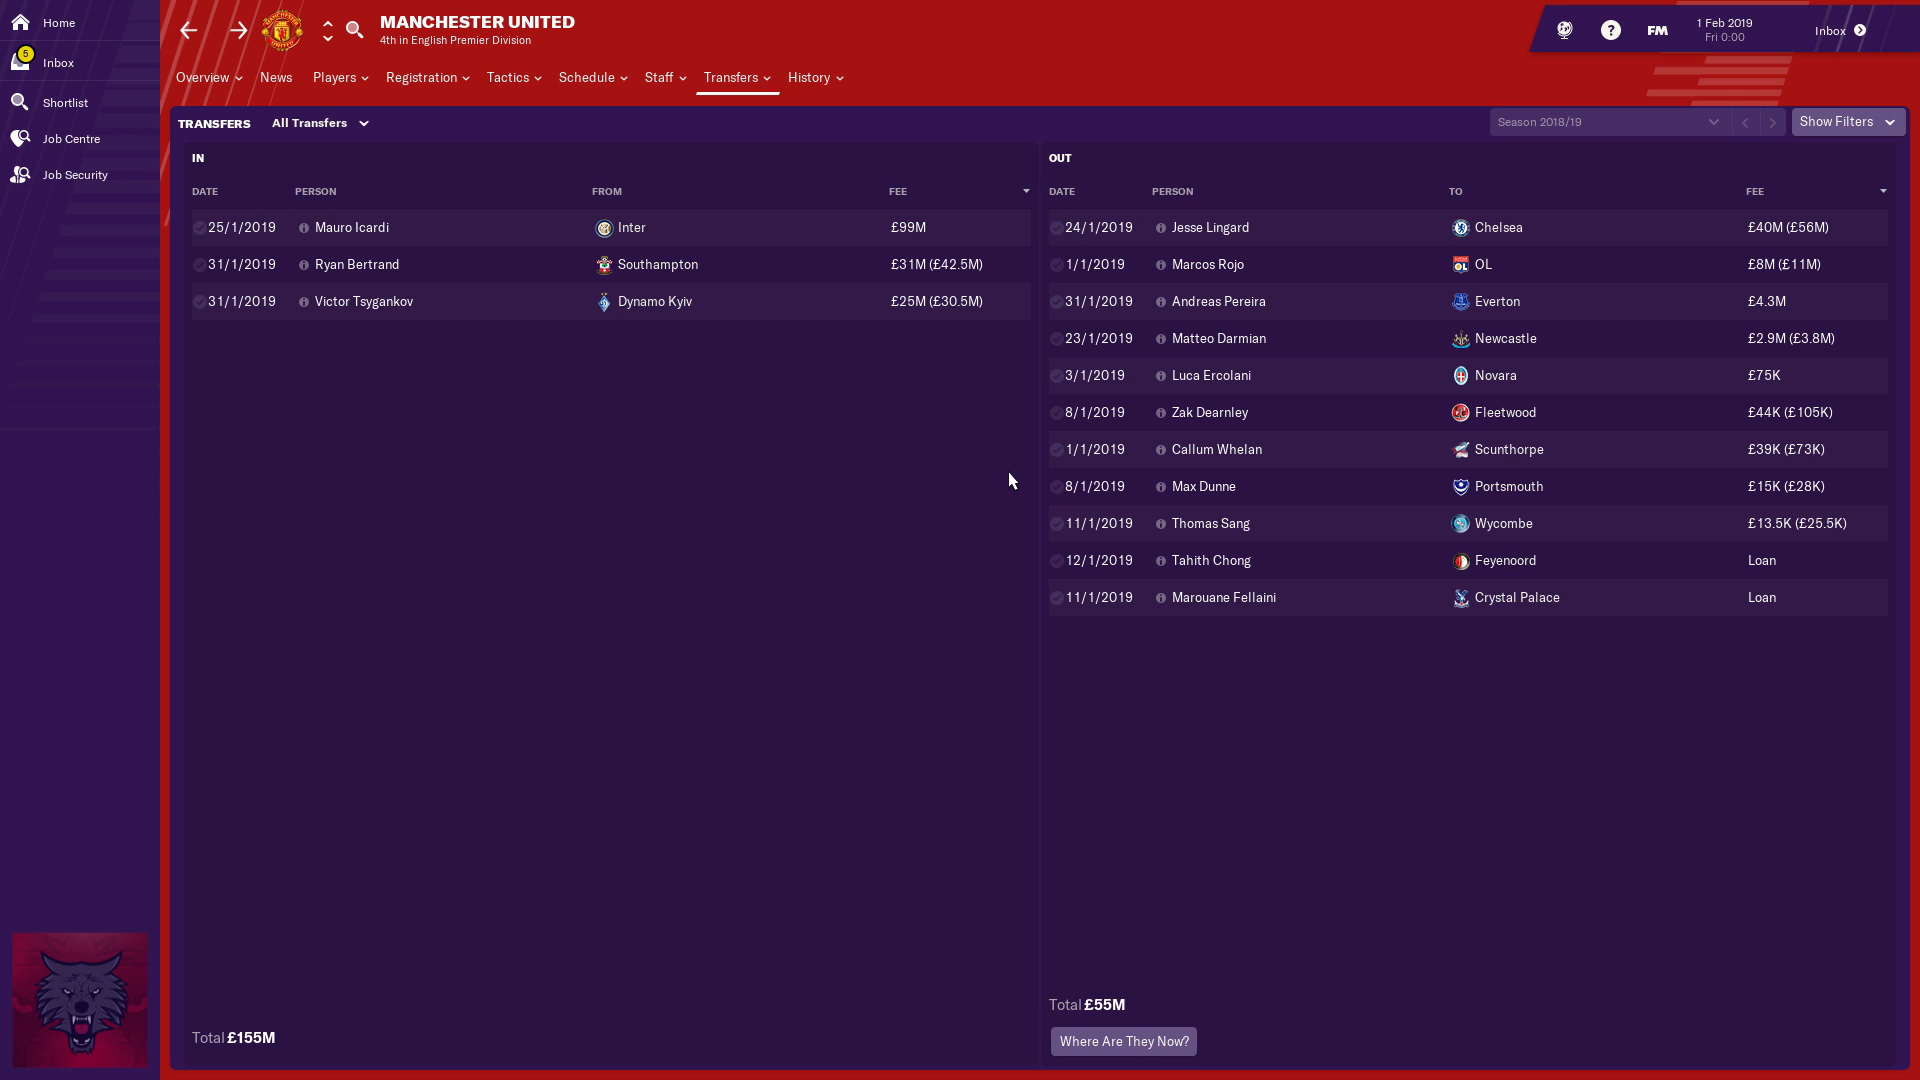 Home
5
Inbox
Shortlist
Job Centre
Job Security
MANCHESTER UNITED
4th in English Premier Division
?
FM
1 Feb 2019
Fri 0:00
Inbox
Overview
News
Players
Registration
Tactics
Schedule
Staff
Transfers
History
TRANSFERS
All Transfers
Season 2018/19
Show Filters
IN
DATE PERSON FROM FEE
25/1/2019 Mauro Icardi Inter £99M
31/1/2019 Ryan Bertrand Southampton £31M (£42.5M)
31/1/2019 Victor Tsygankov Dynamo Kyiv £25M (£30.5M)
Total £155M
OUT
DATE PERSON TO FEE
24/1/2019 Jesse Lingard Chelsea £40M (£56M)
1/1/2019 Marcos Rojo OL £8M (£11M)
31/1/2019 Andreas Pereira Everton £4.3M
23/1/2019 Matteo Darmian Newcastle £2.9M (£3.8M)
3/1/2019 Luca Ercolani Novara £75K
8/1/2019 Zak Dearnley Fleetwood £44K (£105K)
1/1/2019 Callum Whelan Scunthorpe £39K (£73K)
8/1/2019 Max Dunne Portsmouth £15K (£28K)
11/1/2019 Thomas Sang Wycombe £13.5K (£25.5K)
12/1/2019 Tahith Chong Feyenoord Loan
11/1/2019 Marouane Fellaini Crystal Palace Loan
Total £55M
Where Are They Now?